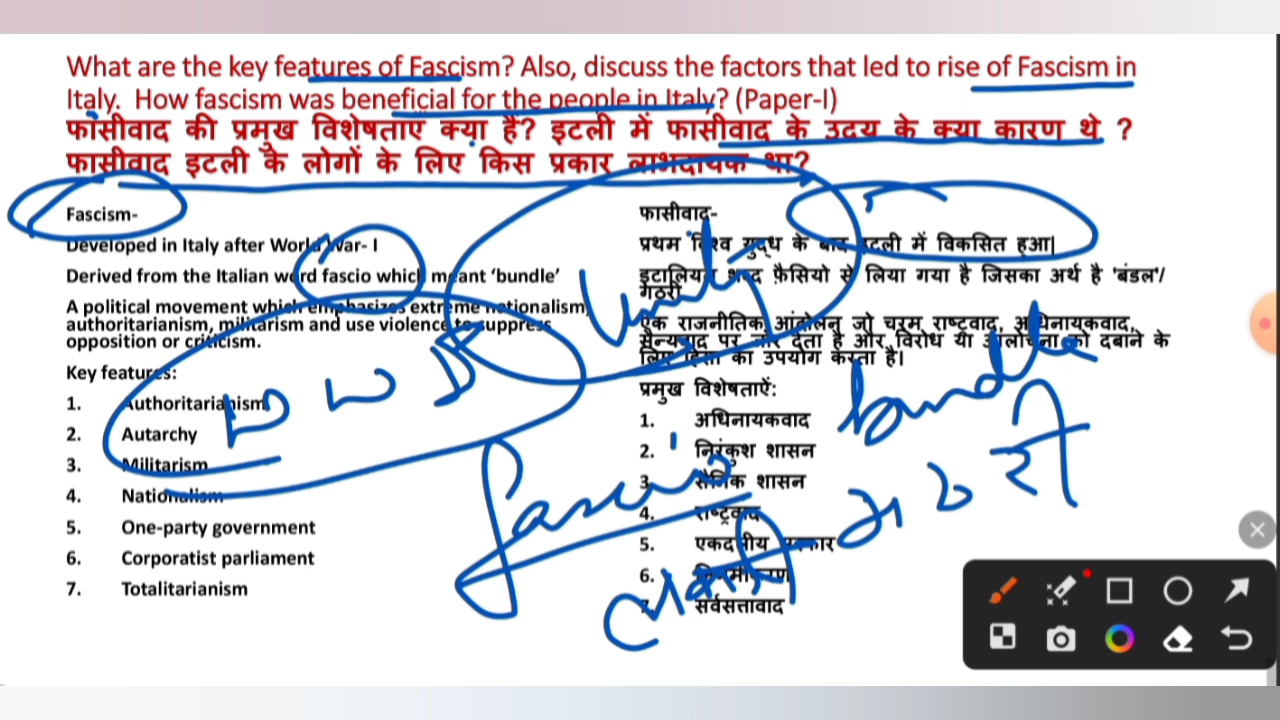 What are the key features of Fascism? Also, discuss the factors that led to rise of Fascism in
Italy. How fascism was beneficial for the people in Italy? (Paper-I)
फांसीवाद की प्रमुख विशेषताएं क्या है? इटली में फासीवाद के उदय के क्या कारण थे ?
फासीवाद इटली के लोगों के लिए किस प्रकार लाभदायक था?
Fascism-
Developed in Italy after World War- I
Derived from the Italian word fascio which meant ‘bundle’
A political movement which emphasizes extreme nationalism,
authoritarianism, militarism and use violence to suppress
opposition or criticism.
Key features:
1. Authoritarianism
2. Autarchy
3. Militarism
4. Nationalism
5. One-party government
6. Corporatist parliament
7. Totalitarianism
फासीवाद-
प्रथम विश्व युद्ध के बाद इटली में विकसित हुआ|
इटालियन शब्द फ़ैसियो से लिया गया है जिसका अर्थ है 'बंडल'/
गठरी
एक राजनीतिक आंदोलन जो चरम राष्ट्रवाद, अधिनायकवाद,
सैन्यवाद पर जोर देता है और विरोध या आलोचना को दबाने के
लिए हिंसा का उपयोग करता है।
प्रमुख विशेषताऐं:
1. अधिनायकवाद
2. निरंकुश शासन
3. सैनिक शासन
4. राष्ट्रवाद
5. एकदलीय सरकार
6.
7. सर्वसत्तावाद
Unity
bundle
fascio
गठरी